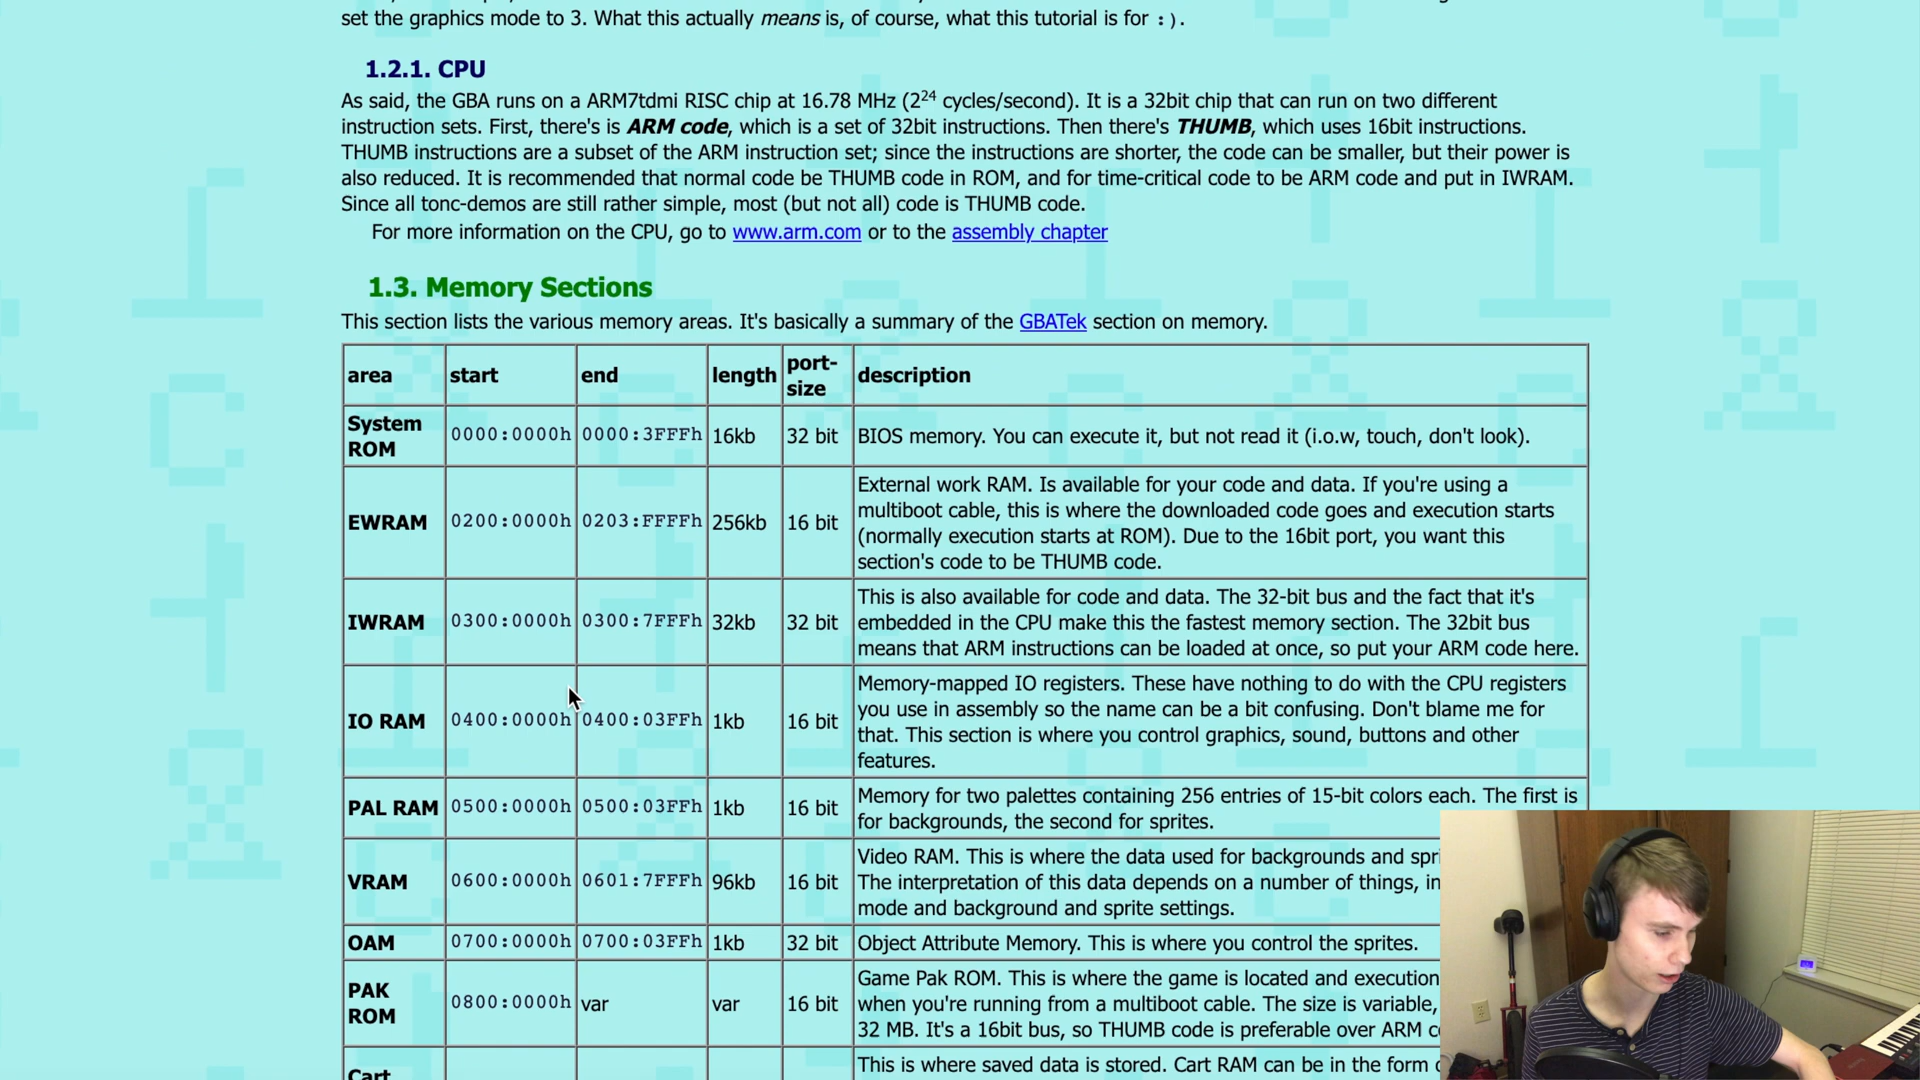 set the graphics mode to 3. What this actually means is, of course, what this tutorial is for :).
1.2.1. CPU
As said, the GBA runs on a ARM7tdmi RISC chip at 16.78 MHz (2²⁴ cycles/second). It is a 32bit chip that can run on two different
instruction sets. First, there's is ARM code, which is a set of 32bit instructions. Then there's THUMB, which uses 16bit instructions.
THUMB instructions are a subset of the ARM instruction set; since the instructions are shorter, the code can be smaller, but their power is
also reduced. It is recommended that normal code be THUMB code in ROM, and for time-critical code to be ARM code and put in IWRAM.
Since all tonc-demos are still rather simple, most (but not all) code is THUMB code.
For more information on the CPU, go to www.arm.com or to the assembly chapter
1.3. Memory Sections
This section lists the various memory areas. It's basically a summary of the GBATek section on memory.
area start end length port-size description
System ROM 0000:0000h 0000:3FFFh 16kb 32 bit BIOS memory. You can execute it, but not read it (i.o.w, touch, don't look).
EWRAM 0200:0000h 0203:FFFFh 256kb 16 bit External work RAM. Is available for your code and data. If you're using a
multiboot cable, this is where the downloaded code goes and execution starts
(normally execution starts at ROM). Due to the 16bit port, you want this
section's code to be THUMB code.
IWRAM 0300:0000h 0300:7FFFh 32kb 32 bit This is also available for code and data. The 32-bit bus and the fact that it's
embedded in the CPU make this the fastest memory section. The 32bit bus
means that ARM instructions can be loaded at once, so put your ARM code here.
IO RAM 0400:0000h 0400:03FFh 1kb 16 bit Memory-mapped IO registers. These have nothing to do with the CPU registers
you use in assembly so the name can be a bit confusing. Don't blame me for
that. This section is where you control graphics, sound, buttons and other
features.
PAL RAM 0500:0000h 0500:03FFh 1kb 16 bit Memory for two palettes containing 256 entries of 15-bit colors each. The first is
for backgrounds, the second for sprites.
VRAM 0600:0000h 0601:7FFFh 96kb 16 bit Video RAM. This is where the data used for backgrounds and
The interpretation of this data depends on a number of things,
mode and background and sprite settings.
OAM 0700:0000h 0700:03FFh 1kb 32 bit Object Attribute Memory. This is where you control the sprites.
PAK ROM 0800:0000h var var 16 bit Game Pak ROM. This is where the game is located and execution
when you're running from a multiboot cable. The size is variable,
32 MB. It's a 16bit bus, so THUMB code is preferable over ARM
Cart This is where saved data is stored. Cart RAM can be in the form